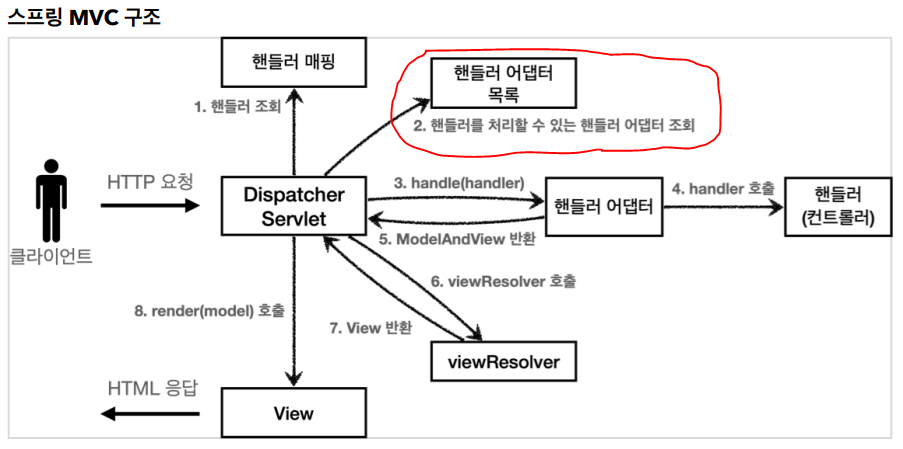 스프링 MVC 구조
핸들러 매핑
핸들러 어댑터
목록
1. 핸들러 조회
2. 핸들러를 처리할 수 있는 핸들러 어댑터 조회
HTTP 요청
Dispatcher
Servlet
3. handle(handler)
핸들러 어댑터
4. handler 호출
핸들러
(컨트롤러)
5. ModelAndView 반환
클라이언트
6. viewResolver 호출
8. render(model) 호출
7. View 반환
viewResolver
HTML 응답
View